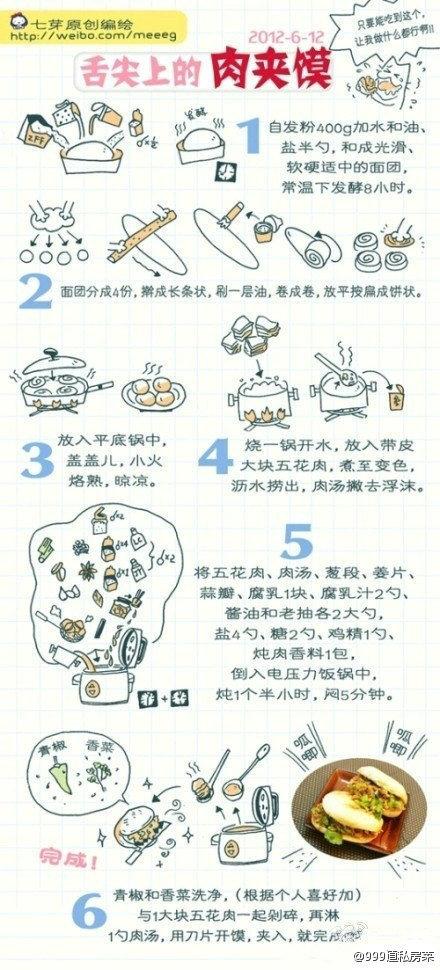 七芽原创编绘
http://weibo.com/meeeg
只要能吃到这个,
让我做什么都行啊!!
2012-6-12
舌尖上的 肉夹馍
发酵
1
自发粉400g加水和油、
盐半勺,和成光滑、
软硬适中的面团,
常温下发酵8小时。
2
面团分成4份,擀成长条状,刷一层油,卷成卷,放平按扁成饼状。
3
放入平底锅中,
盖盖儿,小火
烙熟,晾凉。
4
烧一锅开水,放入带皮
大块五花肉,煮至变色,
沥水捞出,肉汤撇去浮沫。
5
将五花肉、肉汤、葱段、姜片、
蒜瓣、腐乳1块、腐乳汁2勺、
酱油和老抽各2大勺,
盐4勺、糖2勺、鸡精1勺、
炖肉香料1包,
倒入电压力饭锅中,
炖1个半小时,闷5分钟。
青椒 香菜
呱唧
呱唧
完成!
6
青椒和香菜洗净,(根据个人喜好加)
与1大块五花肉一起剁碎,再淋
1勺肉汤,用刀片开馍,夹入,就完成
@999道私房菜